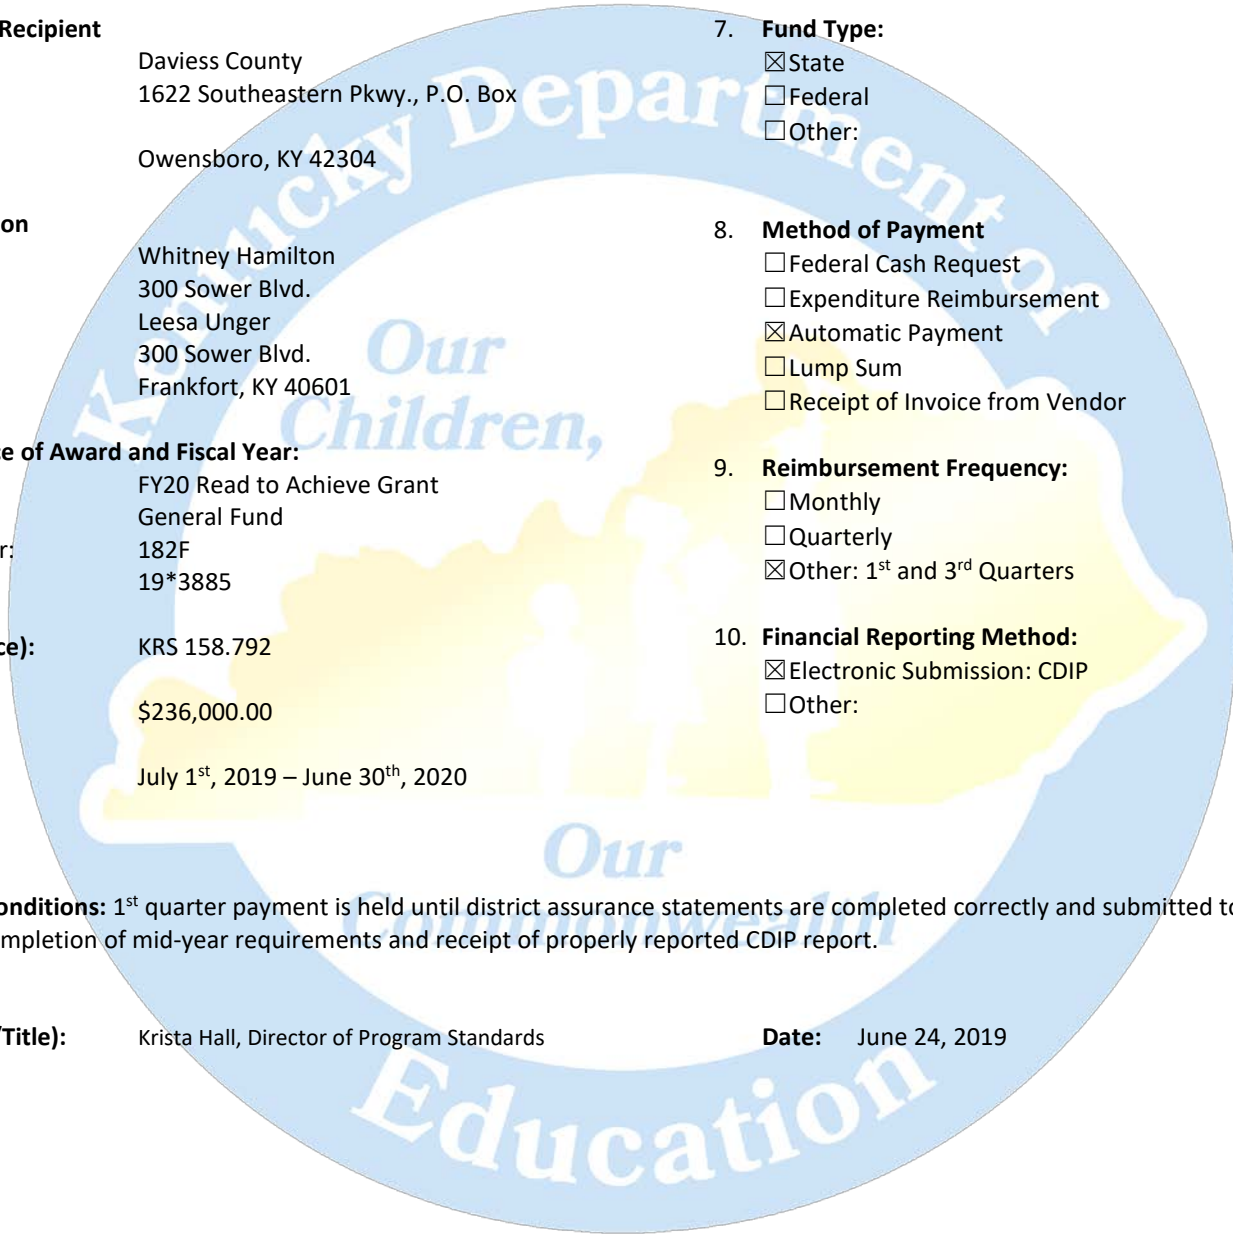 Recipient
Daviess County
1622 Southeastern Pkwy., P.O. Box
Owensboro, KY 42304
on
Whitney Hamilton
300 Sower Blvd.
Leesa Unger
300 Sower Blvd.
Frankfort, KY 40601
e of Award and Fiscal Year:
FY20 Read to Achieve Grant
General Fund
r: 182F
19*3885
ce): KRS 158.792
$236,000.00
July 1st, 2019 – June 30th, 2020
7. Fund Type:
☒State
☐Federal
☐Other:
8. Method of Payment
☐Federal Cash Request
☐Expenditure Reimbursement
☒Automatic Payment
☐Lump Sum
☐Receipt of Invoice from Vendor
9. Reimbursement Frequency:
☐Monthly
☐Quarterly
☒Other: 1st and 3rd Quarters
10. Financial Reporting Method:
☒Electronic Submission: CDIP
☐Other:
onditions: 1st quarter payment is held until district assurance statements are completed correctly and submitted to
mpletion of mid-year requirements and receipt of properly reported CDIP report.
/Title): Krista Hall, Director of Program Standards Date: June 24, 2019
Kentucky Department of
Education
Our
Children,
Our
Commonwealth